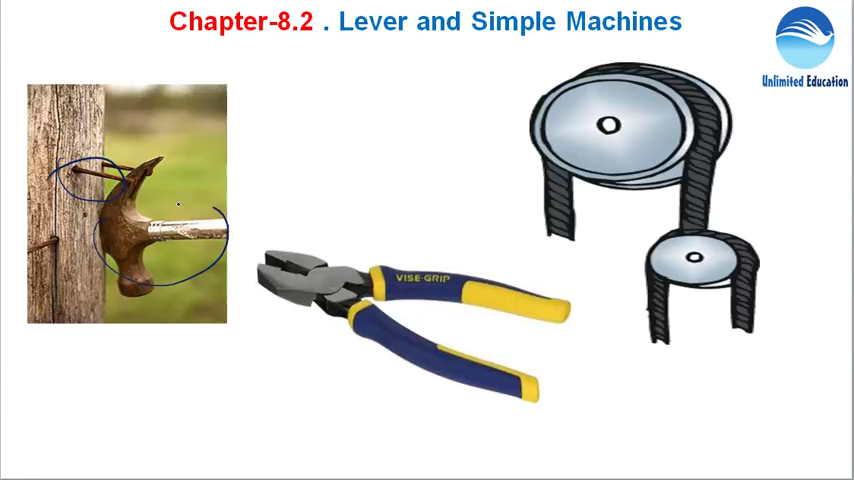 Chapter-8.2 . Lever and Simple Machines
Unlimited Education
VISE-GRIP